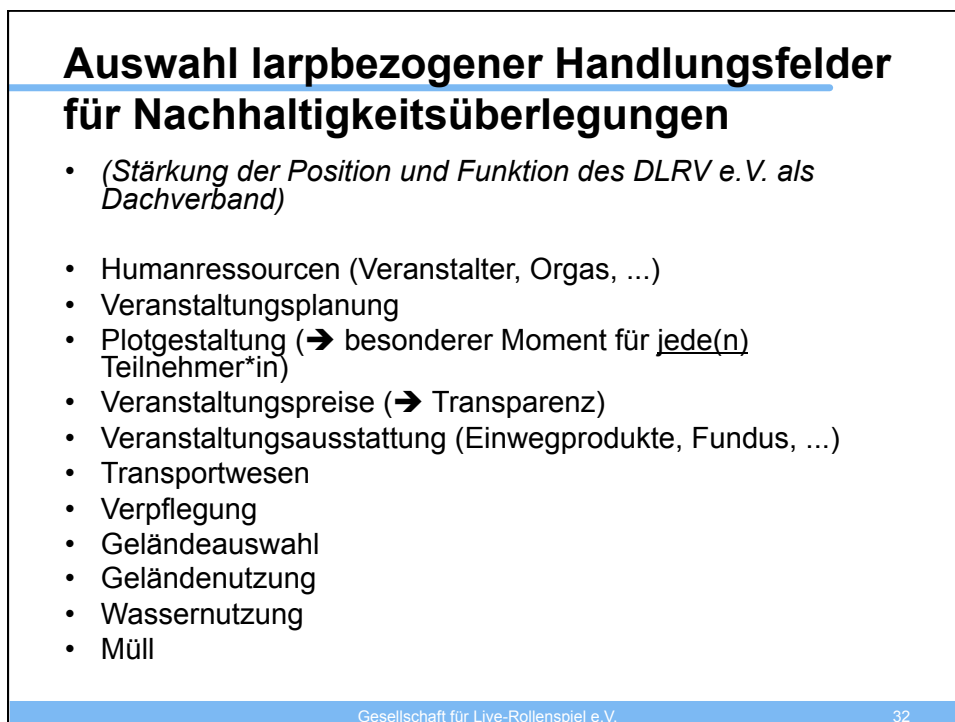 Auswahl larpbezogener Handlungsfelder
für Nachhaltigkeitsüberlegungen
• (Stärkung der Position und Funktion des DLRV e.V. als
Dachverband)
• Humanressourcen (Veranstalter, Orgas, ...)
• Veranstaltungsplanung
• Plotgestaltung (➔ besonderer Moment für jede(n)
Teilnehmer*in)
• Veranstaltungspreise (➔ Transparenz)
• Veranstaltungsausstattung (Einwegprodukte, Fundus, ...)
• Transportwesen
• Verpflegung
• Geländeauswahl
• Geländenutzung
• Wassernutzung
• Müll
Gesellschaft für Live-Rollenspiel e.V. 32